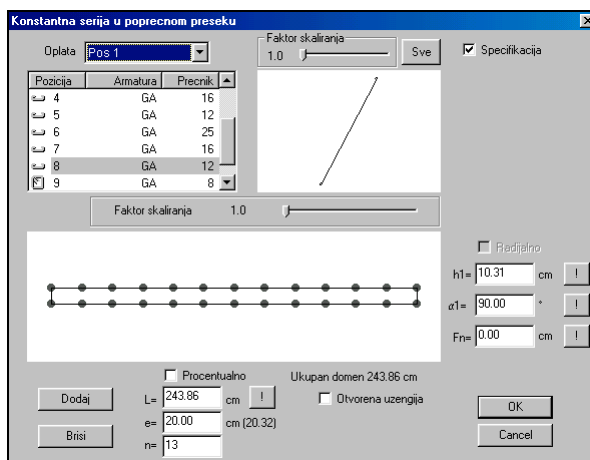 Konstantna serija u poprecnom preseku
Oplata Pos 1
Faktor skaliranja
1.0
Sve
Specifikacija
Pozicija Armatura Precnik
4 GA 16
5 GA 12
6 GA 25
7 GA 16
8 GA 12
9 GA 8
Faktor skaliranja 1.0
Redijalno
h1= 10.31 cm !
α1= 90.00 ° !
Fn= 0.00 cm !
Procentualno
Ukupan domen 243.86 cm
Dodaj
L= 243.86 cm !
Otvorena uzengija
OK
e= 20.00 cm (20.32)
Brisi
n= 13
Cancel